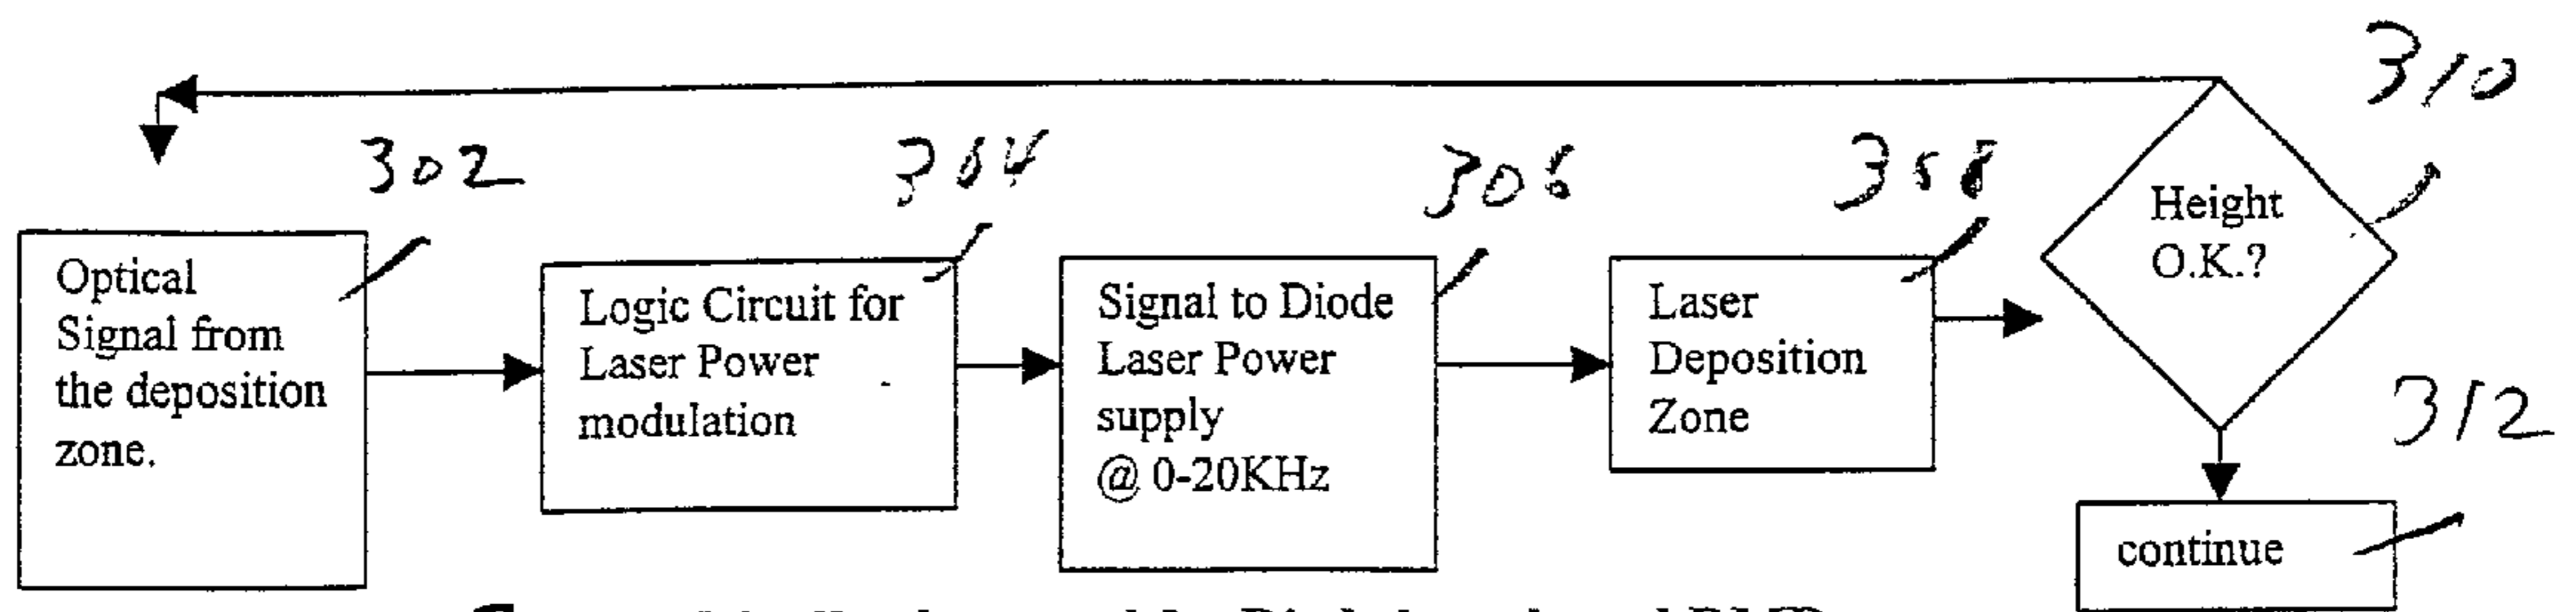 310
302
304
306
308
Height
O.K.?
Optical
Signal from
the deposition
zone.
Logic Circuit for
Laser Power
modulation
Signal to Diode
Laser Power
supply
@ 0-20KHz
Laser
Deposition
Zone
312
continue